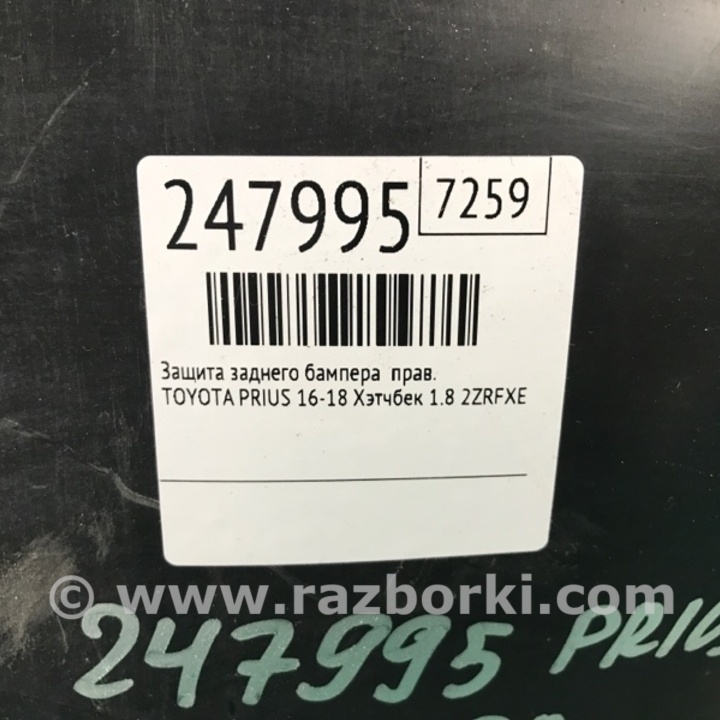 247995
7259
Защита заднего бампера прав.
TOYOTA PRIUS 16-18 Хэтчбек 1.8 2ZRFXE
© www.razborki.com
247995 PRIUS